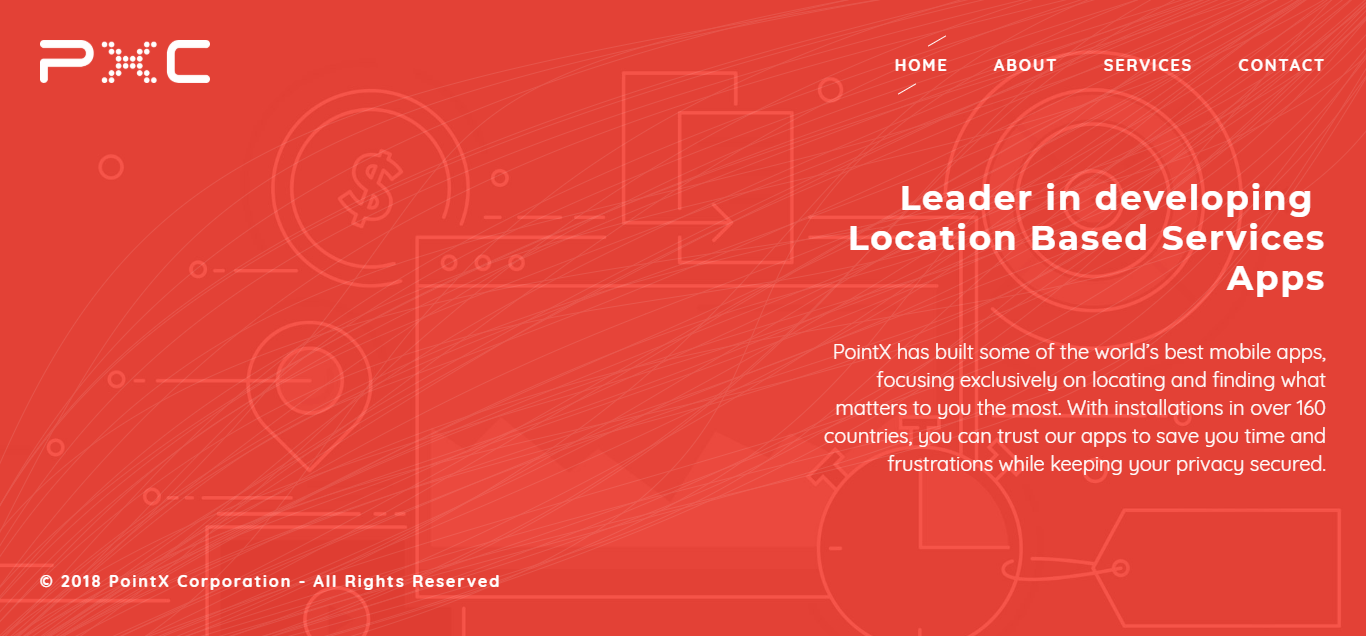 PXC
HOME ABOUT SERVICES CONTACT
$
Leader in developing
Location Based Services
Apps
PointX has built some of the world’s best mobile apps,
focusing exclusively on locating and finding what
matters to you the most. With installations in over 160
countries, you can trust our apps to save you time and
frustrations while keeping your privacy secured.
© 2018 PointX Corporation - All Rights Reserved